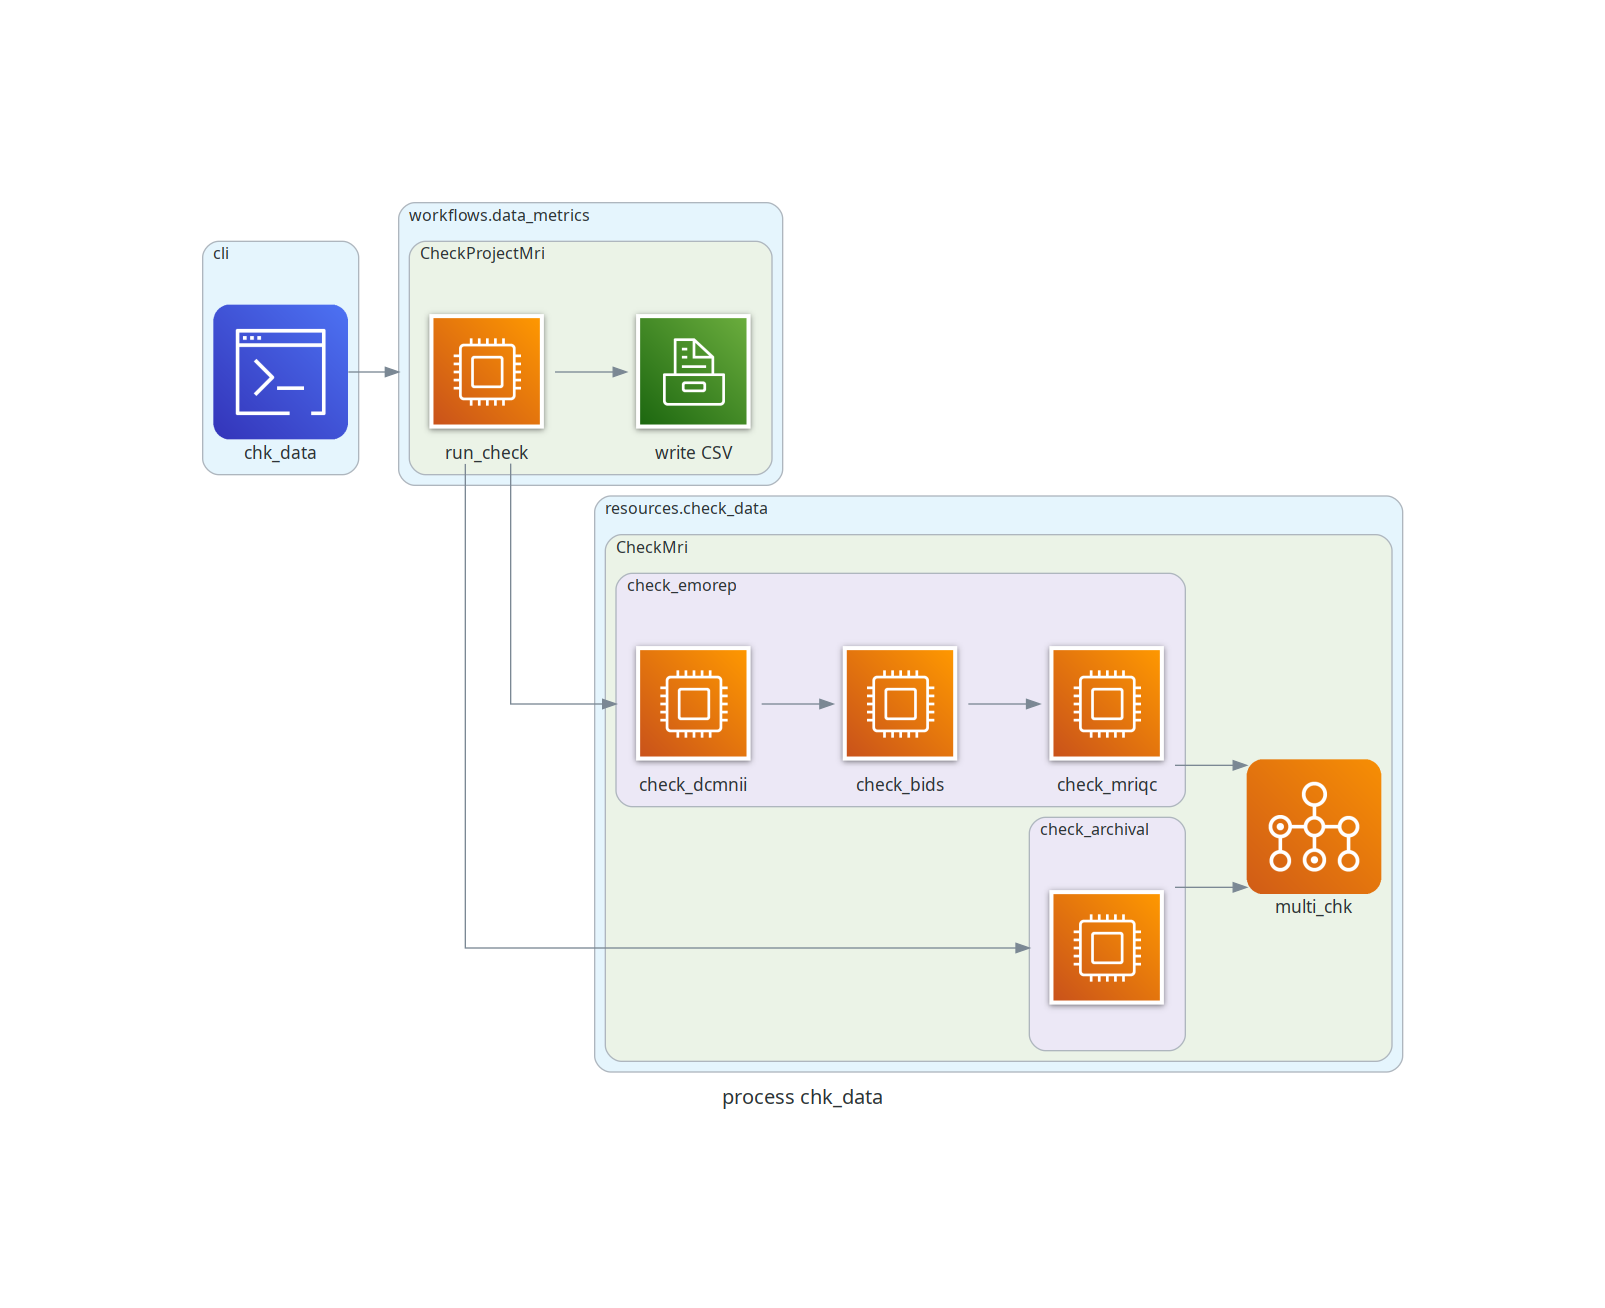 workflows.data_metrics
cli
CheckProjectMri
chk_data
run_check
write CSV
resources.check_data
CheckMri
check_emorep
check_dcmnii
check_bids
check_mriqc
check_archival
multi_chk
process chk_data